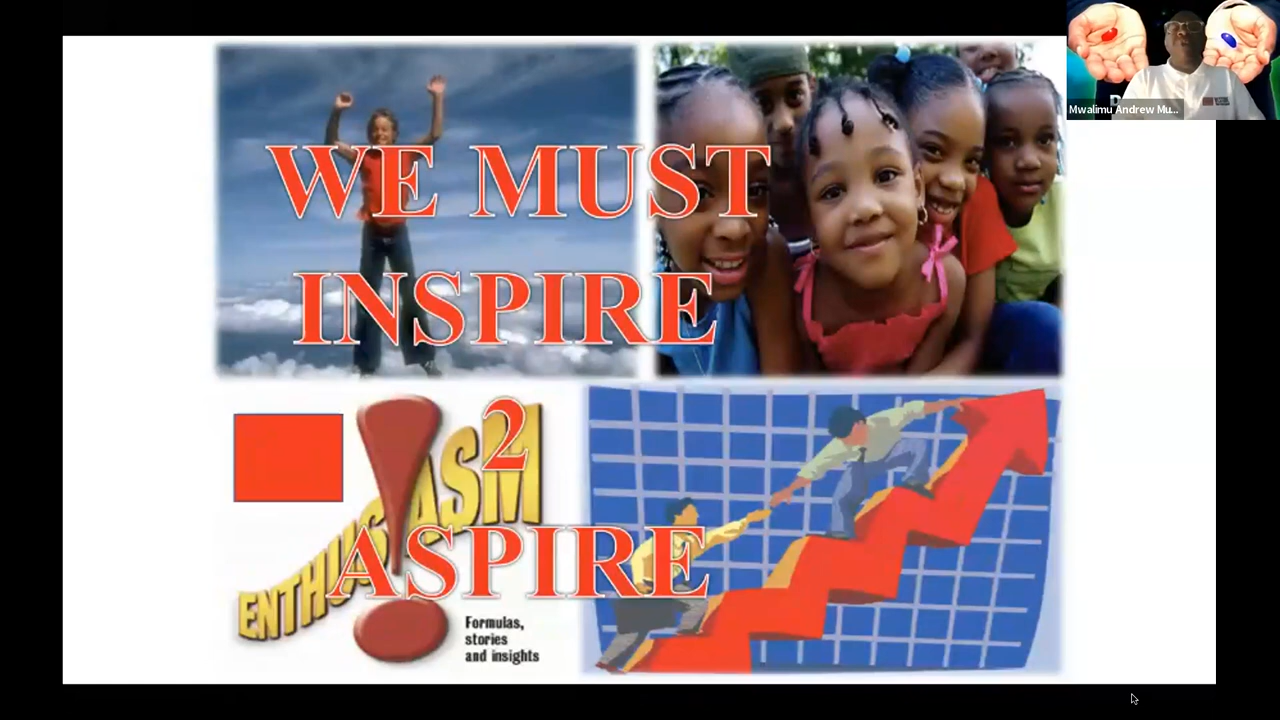 Mwalimu Andrew Mu...
WE MUST
INSPIRE
2
ENTHUSIASM
ASPIRE
Formulas,
stories
and insights